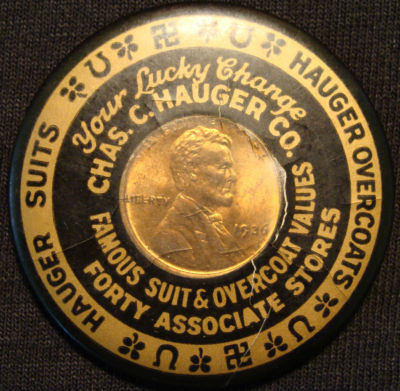 HAUGER OVERCOATS
HAUGER SUITS
Your Lucky Change
CHAS. C. HAUGER CO.
LIBERTY
1936
FAMOUS SUIT & OVERCOAT VALUES
FORTY ASSOCIATE STORES